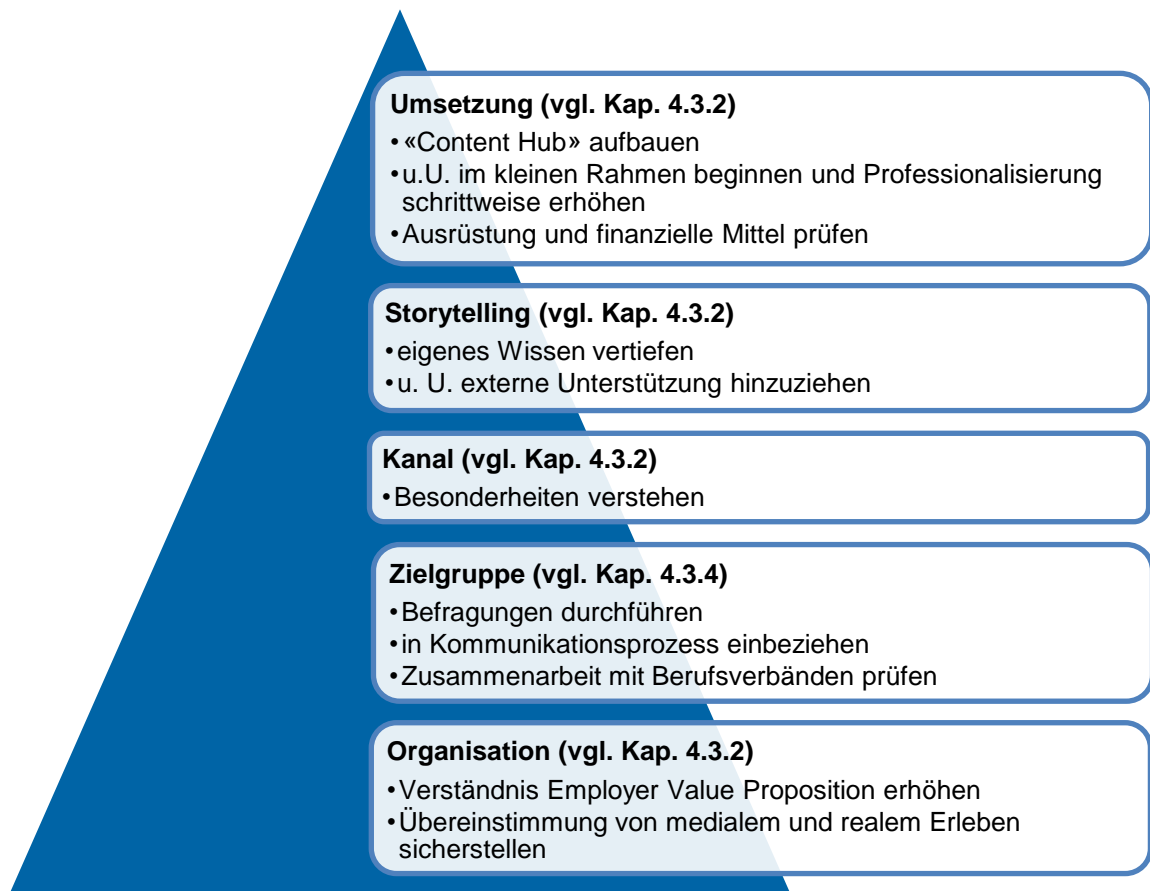 Umsetzung (vgl. Kap. 4.3.2)
•«Content Hub» aufbauen
•u.U. im kleinen Rahmen beginnen und Professionalisierung
schrittweise erhöhen
•Ausrüstung und finanzielle Mittel prüfen
Storytelling (vgl. Kap. 4.3.2)
•eigenes Wissen vertiefen
•u. U. externe Unterstützung hinzuziehen
Kanal (vgl. Kap. 4.3.2)
•Besonderheiten verstehen
Zielgruppe (vgl. Kap. 4.3.4)
•Befragungen durchführen
•in Kommunikationsprozess einbeziehen
•Zusammenarbeit mit Berufsverbänden prüfen
Organisation (vgl. Kap. 4.3.2)
•Verständnis Employer Value Proposition erhöhen
•Übereinstimmung von medialem und realem Erleben
sicherstellen